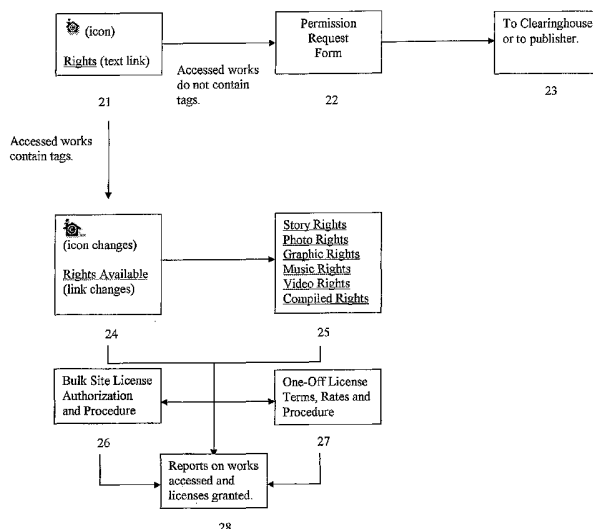 (icon)
Rights (text link)
21
Accessed works
do not contain
tags.
Permission
Request
Form
22
To Clearinghouse
or to publisher.
23
Accessed works
contain tags.
(icon changes)
Rights Available
(link changes)
24
Story Rights
Photo Rights
Graphic Rights
Music Rights
Video Rights
Compiled Rights
25
Bulk Site License
Authorization
and Procedure
26
One-Off License
Terms, Rates and
Procedure
27
Reports on works
accessed and
licenses granted.
28